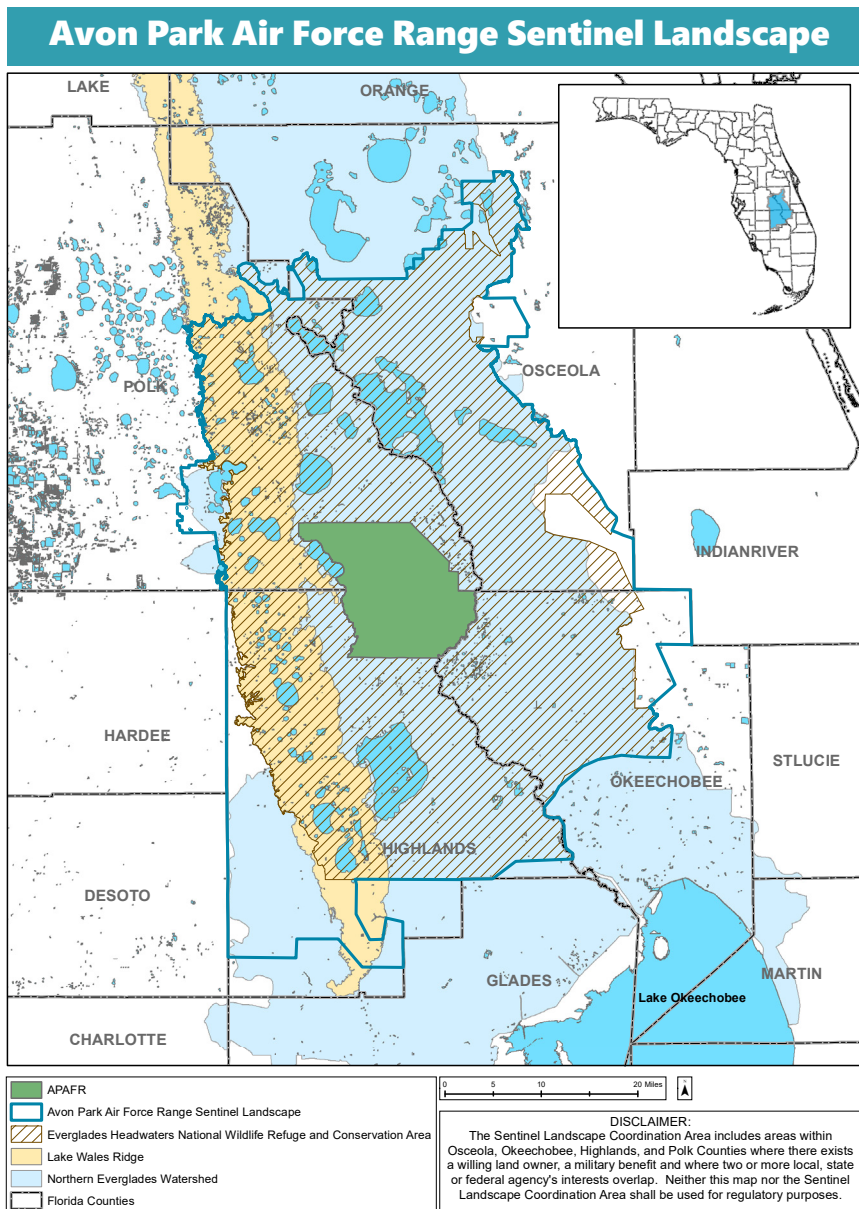 Avon Park Air Force Range Sentinel Landscape
LAKE
ORANGE
POLK
OSCEOLA
INDIANRIVER
HARDEE
STLUCIE
OKEECHOBEE
HIGHLANDS
DESOTO
GLADES
MARTIN
Lake Okeechobee
CHARLOTTE
APAFR
Avon Park Air Force Range Sentinel Landscape
Everglades Headwaters National Wildlife Refuge and Conservation Area
Lake Wales Ridge
Northern Everglades Watershed
Florida Counties
0 5 10 20 Miles
N
DISCLAIMER:
The Sentinel Landscape Coordination Area includes areas within
Osceola, Okeechobee, Highlands, and Polk Counties where there exists
a willing land owner, a military benefit and where two or more local, state
or federal agency's interests overlap. Neither this map nor the Sentinel
Landscape Coordination Area shall be used for regulatory purposes.